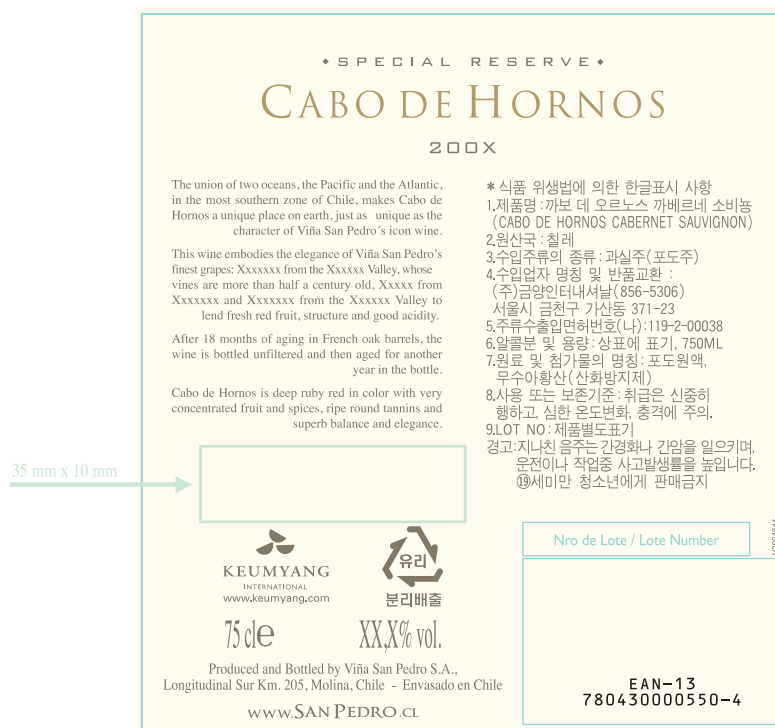 SPECIAL RESERVE
CABO DE HORNOS
200X
The union of two oceans, the Pacific and the Atlantic,
in the most southern zone of Chile, makes Cabo de
Hornos a unique place on earth, just as unique as the
character of Viña San Pedro´s icon wine.
This wine embodies the elegance of Viña San Pedro's
finest grapes: Xxxxxxx from the Xxxxxx Valley, whose
vines are more than half a century old, Xxxxx from
Xxxxxxx and Xxxxxxx from the Xxxxxx Valley to
lend fresh red fruit, structure and good acidity.
After 18 months of aging in French oak barrels, the
wine is bottled unfiltered and then aged for another
year in the bottle.
Cabo de Hornos is deep ruby red in color with very
concentrated fruit and spices, ripe round tannins and
superb balance and elegance.
35 mm x 10 mm
* 식품 위생법에 의한 한글표시 사항
1.제품명 : 까보 데 오르노스 까베르네 소비뇽
(CABO DE HORNOS CABERNET SAUVIGNON)
2.원산국 : 칠레
3.수입주류의 종류 : 과실주(포도주)
4.수입업자 명칭 및 반품교환 :
(주)금양인터내셔날(856-5306)
서울시 금천구 가산동 371-23
5.주류수출입면허번호(나):119-2-00038
6.알콜분 및 용량 : 상표에 표기, 750ML
7.원료 및 첨가물의 명칭 : 포도원액,
무수아황산(산화방지제)
8.사용 또는 보존기준 : 취급은 신중히
행하고, 심한 온도변화, 충격에 주의.
9.LOT NO : 제품별도표기
경고:지나친 음주는 간경화나 간암을 일으키며,
운전이나 작업중 사고발생률을 높입니다.
⑲세미만 청소년에게 판매금지
KEUMYANG
INTERNATIONAL
www.keumyang.com
유리
분리배출
75 cle
XX,X% vol.
Produced and Bottled by Viña San Pedro S.A.,
Longitudinal Sur Km. 205, Molina, Chile - Envasado en Chile
WWW.SAN PEDRO.CL
Nro de Lote / Lote Number
EAN-13
780430000550-4